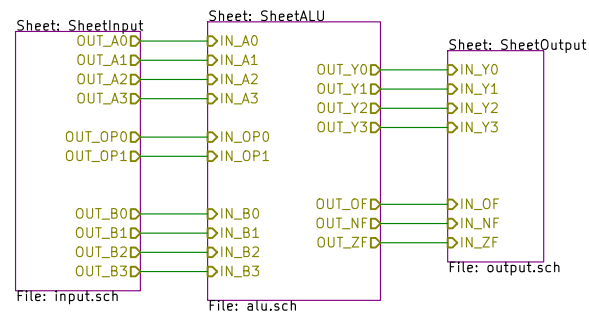 Sheet: SheetInput
OUT_A0
OUT_A1
OUT_A2
OUT_A3
OUT_OP0
OUT_OP1
OUT_B0
OUT_B1
OUT_B2
OUT_B3
File: input.sch
Sheet: SheetALU
IN_A0
IN_A1
IN_A2
IN_A3
IN_OP0
IN_OP1
IN_B0
IN_B1
IN_B2
IN_B3
OUT_Y0
OUT_Y1
OUT_Y2
OUT_Y3
OUT_OF
OUT_NF
OUT_ZF
File: alu.sch
Sheet: SheetOutput
IN_Y0
IN_Y1
IN_Y2
IN_Y3
IN_OF
IN_NF
IN_ZF
File: output.sch